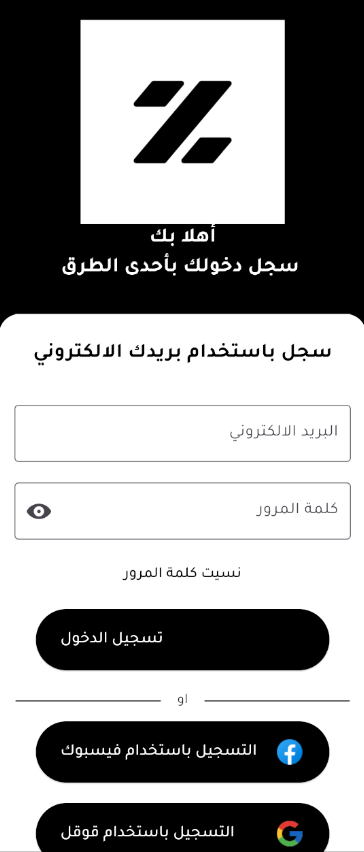 أهلا بك
سجل دخولك بأحدى الطرق
سجل باستخدام بريدك الالكتروني
البريد الالكتروني
كلمة المرور
نسيت كلمة المرور
تسجيل الدخول
او
التسجيل باستخدام فيسبوك
التسجيل باستخدام قوقل